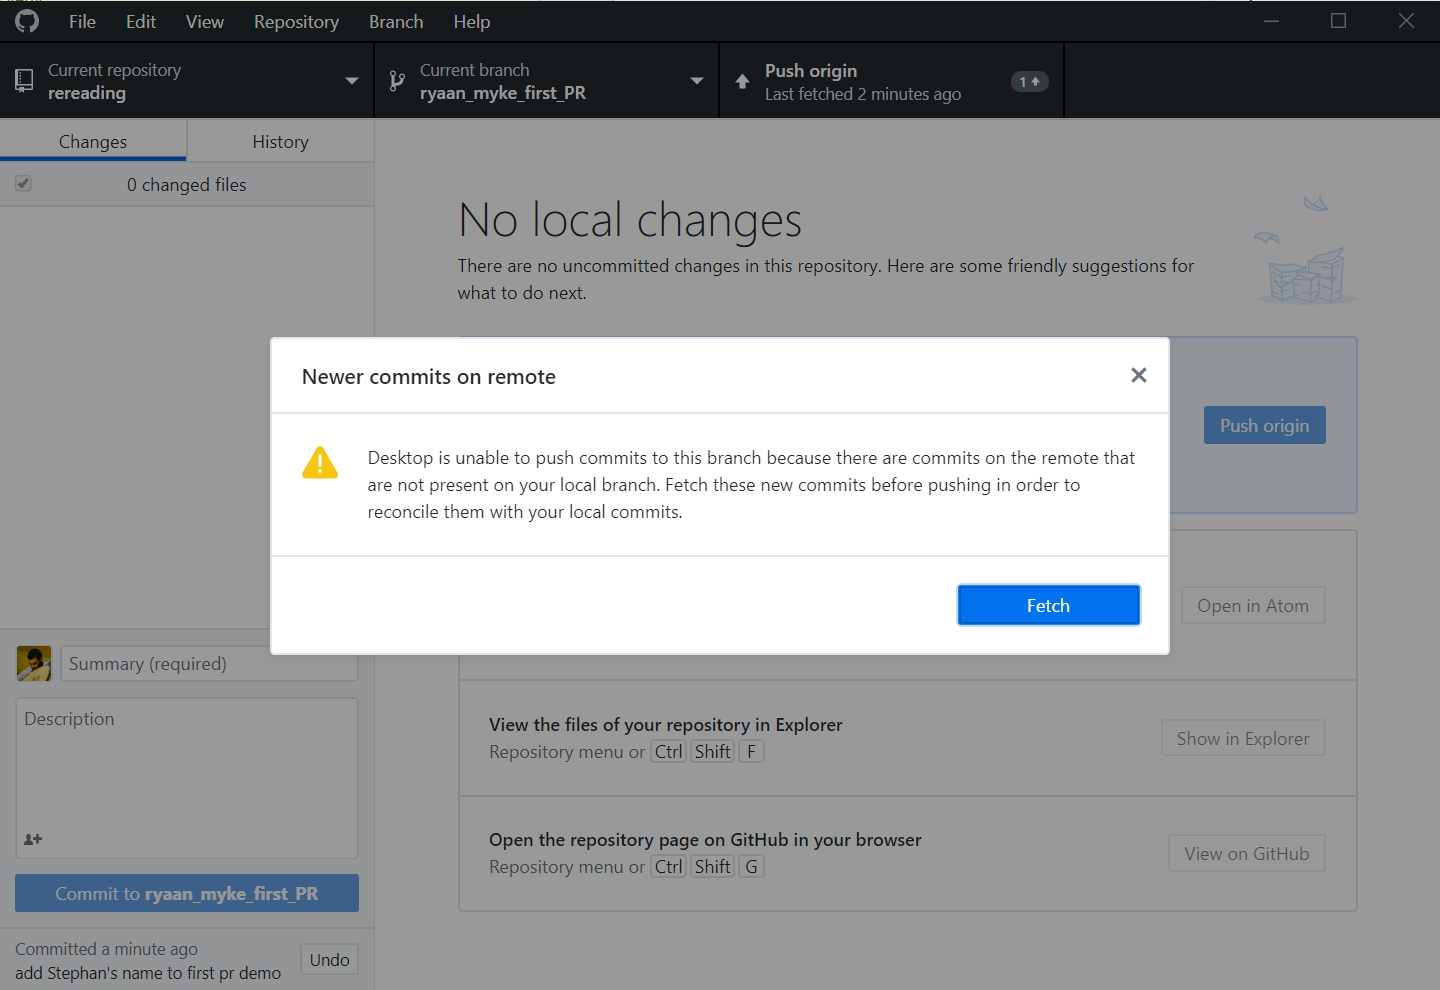 File Edit View Repository Branch Help
Current repository
rereading
Current branch
ryaan_myke_first_PR
Push origin
Last fetched 2 minutes ago
1
Changes
History
0 changed files
No local changes
There are no uncommitted changes in this repository. Here are some friendly suggestions for
what to do next.
Push origin
Newer commits on remote
Desktop is unable to push commits to this branch because there are commits on the remote that
are not present on your local branch. Fetch these new commits before pushing in order to
reconcile them with your local commits.
Fetch
Open in Atom
View the files of your repository in Explorer
Repository menu or Ctrl Shift F
Show in Explorer
Open the repository page on GitHub in your browser
Repository menu or Ctrl Shift G
View on GitHub
Summary (required)
Description
Commit to ryaan_myke_first_PR
Committed a minute ago
add Stephan's name to first pr demo
Undo